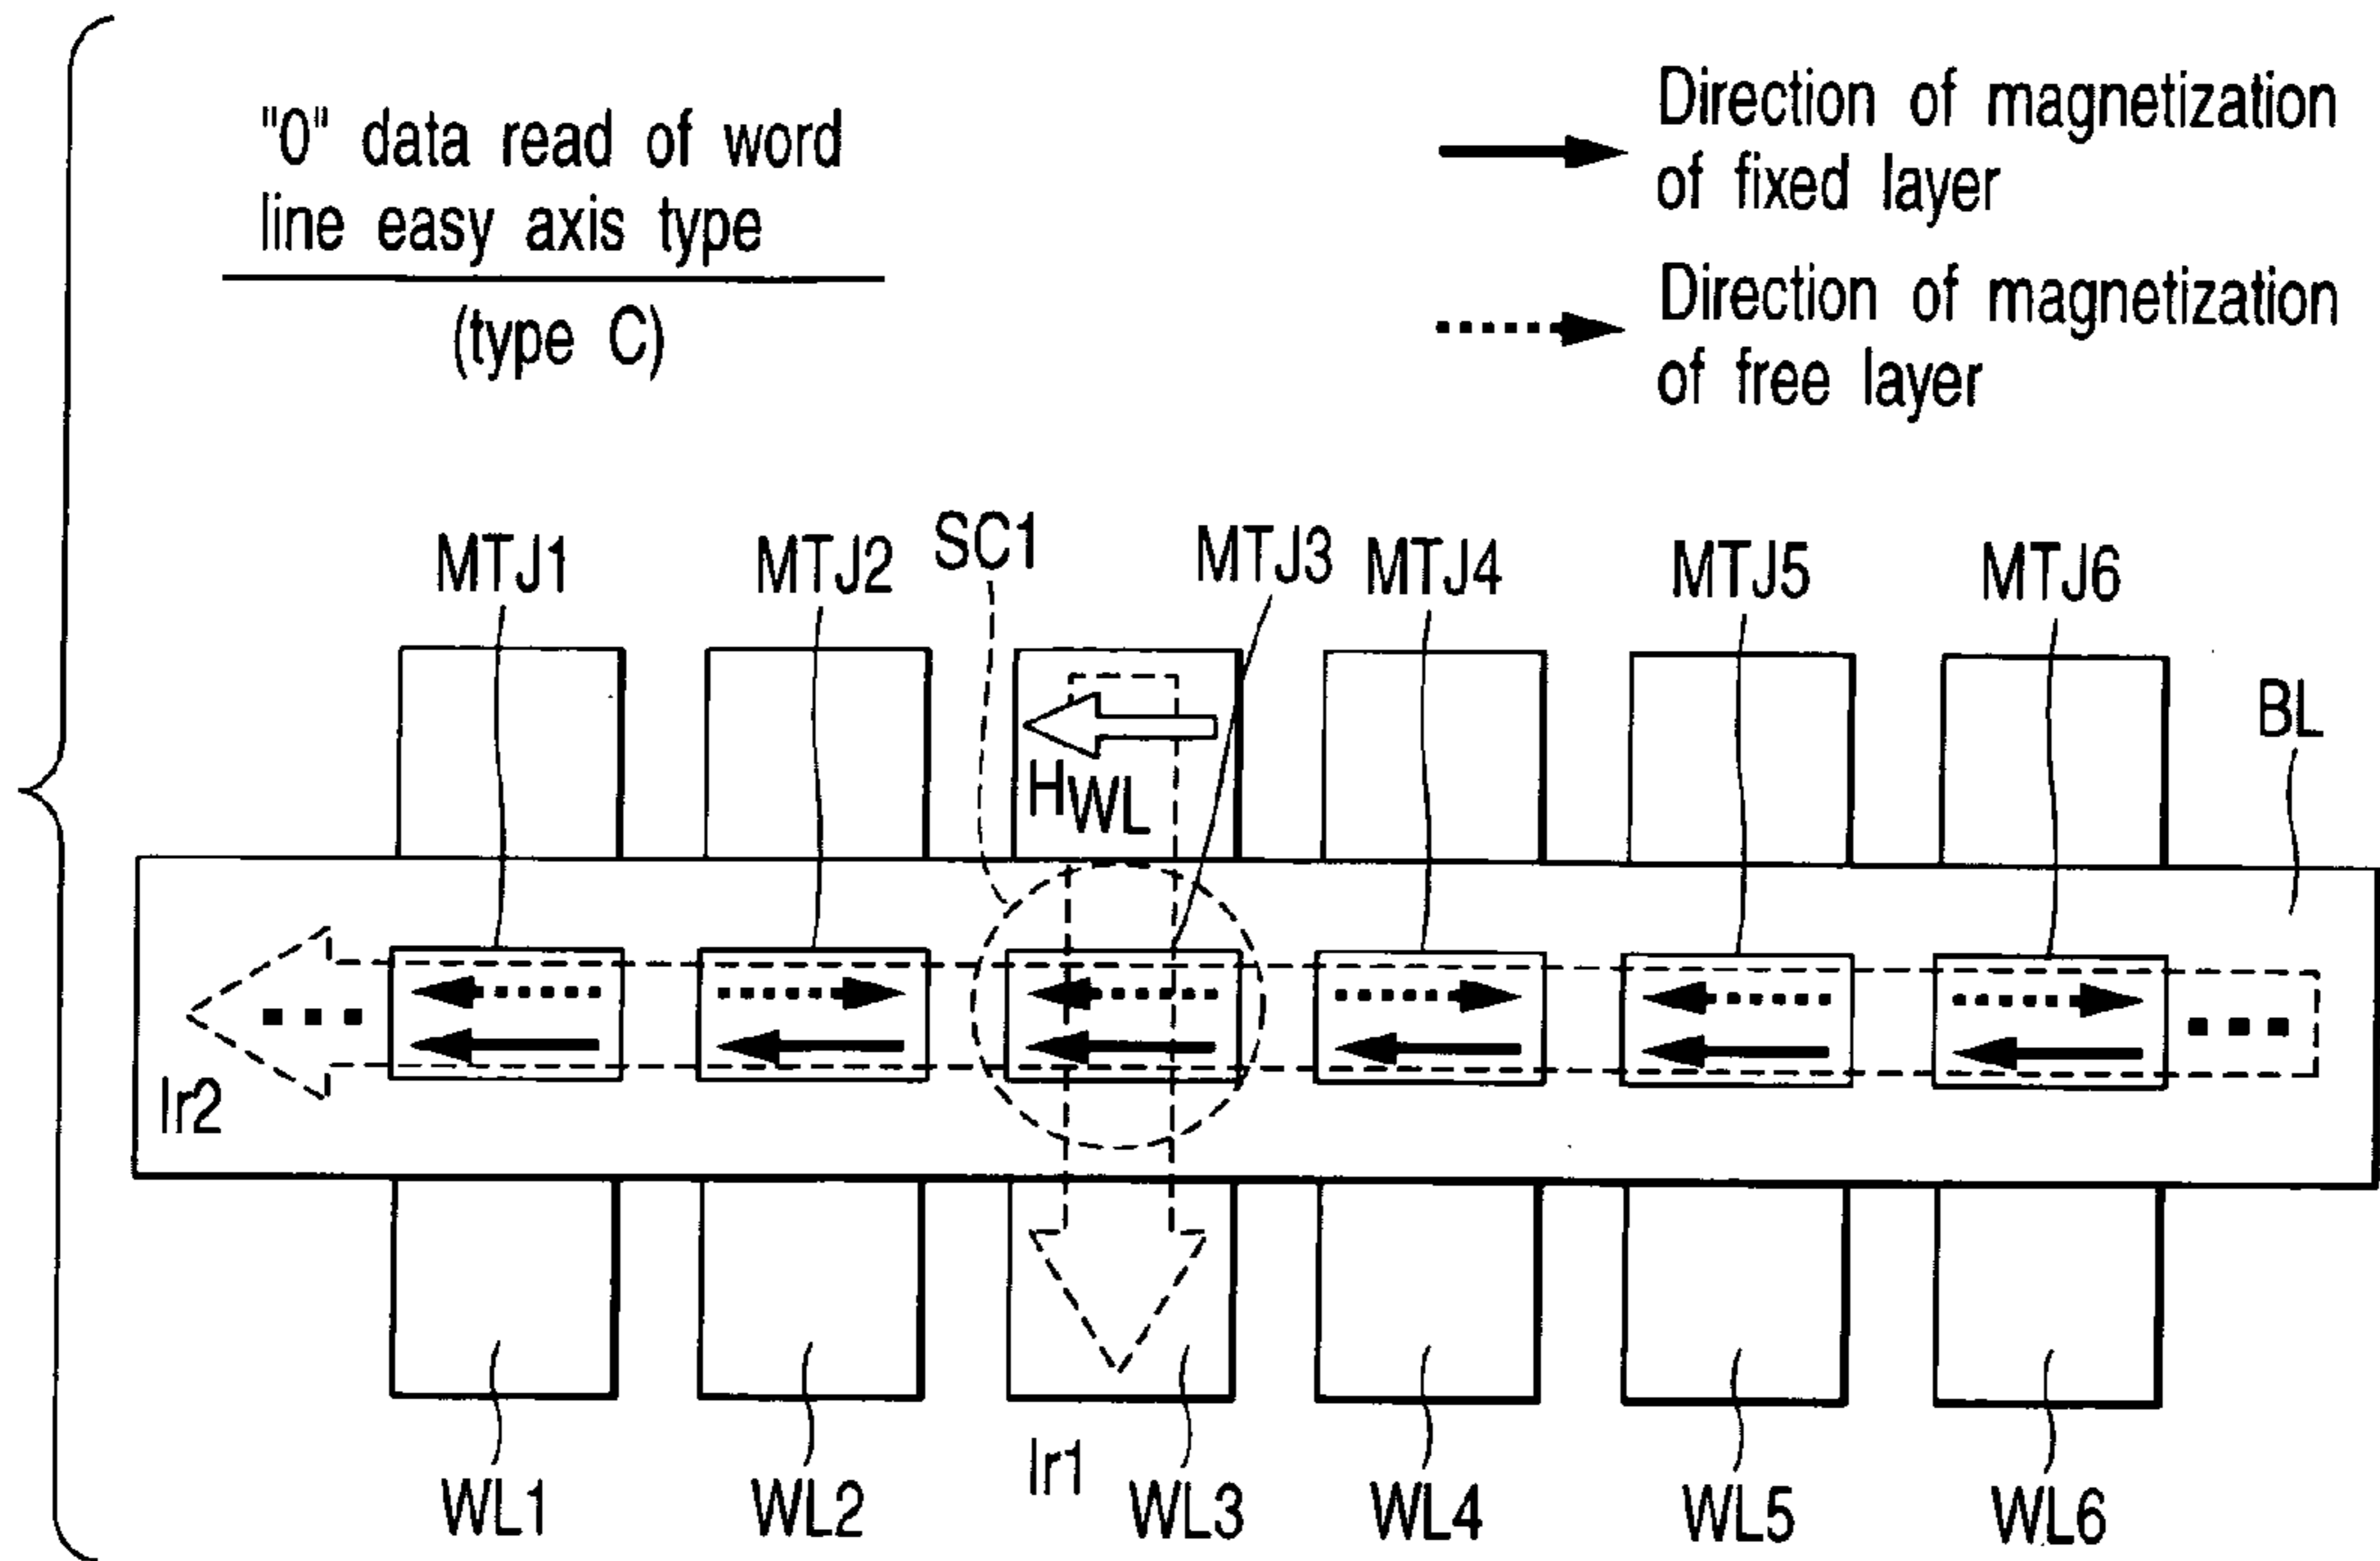 "0" data read of word
line easy axis type
(type C)
Direction of magnetization
of fixed layer
Direction of magnetization
of free layer
MTJ1
MTJ2
SC1
MTJ3
MTJ4
MTJ5
MTJ6
BL
HWL
Ir2
Ir1
WL1
WL2
WL3
WL4
WL5
WL6